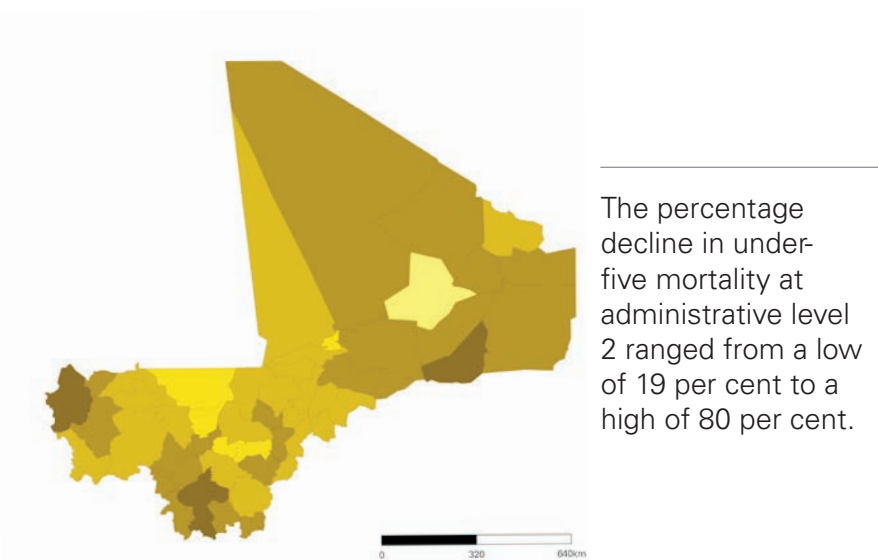 The percentage
decline in under-
five mortality at
administrative level
2 ranged from a low
of 19 per cent to a
high of 80 per cent.
0 320 640km